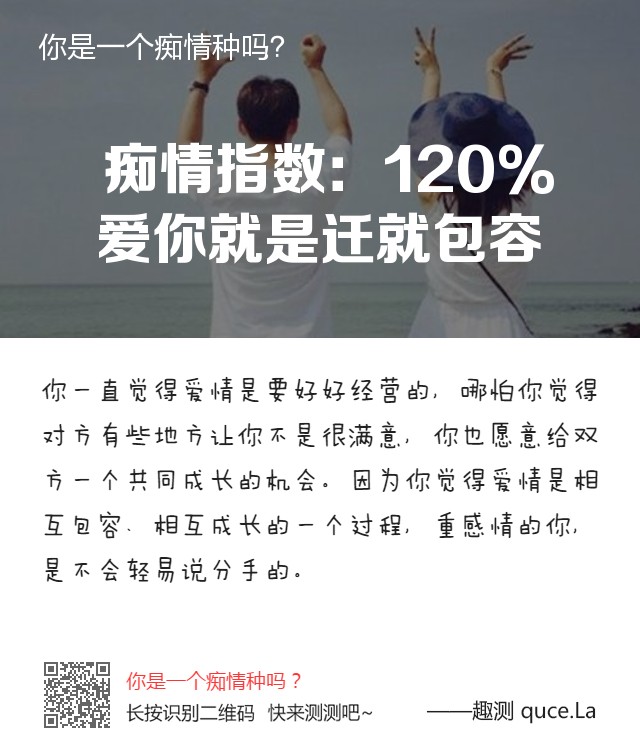 你是一个痴情种吗？
痴情指数：120%
爱你就是迁就包容
你一直觉得爱情是要好好经营的，哪怕你觉得
对方有些地方让你不是很满意，你也愿意给双
方一个共同成长的机会。因为你觉得爱情是相
互包容、相互成长的一个过程，重感情的你，
是不会轻易说分手的。
你是一个痴情种吗？
长按识别二维码 快来测测吧~
——趣测 quce.La